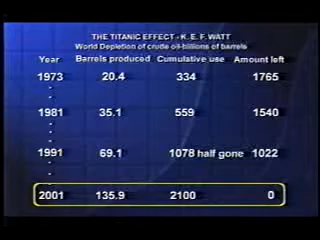 THE TITANIC EFFECT - K. E. F. WATT
World Depletion of crude oil-billions of barrels
Year Barrels produced Cumulative use Amount left
1973 20.4 334 1765
1981 35.1 559 1540
1991 69.1 1078 half gone 1022
2001 135.9 2100 0